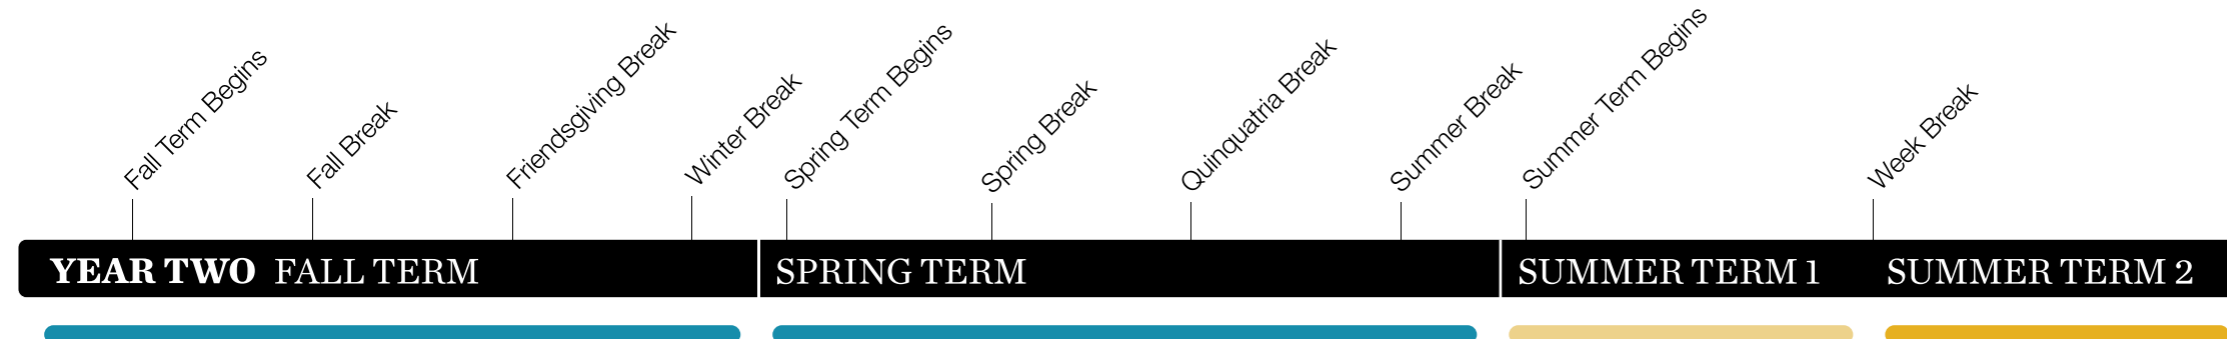 Fall Term Begins
Fall Break
Friendsgiving Break
Winter Break
Spring Term Begins
Spring Break
Quinquatria Break
Summer Break
Summer Term Begins
Week Break
YEAR TWO FALL TERM
SPRING TERM
SUMMER TERM 1
SUMMER TERM 2